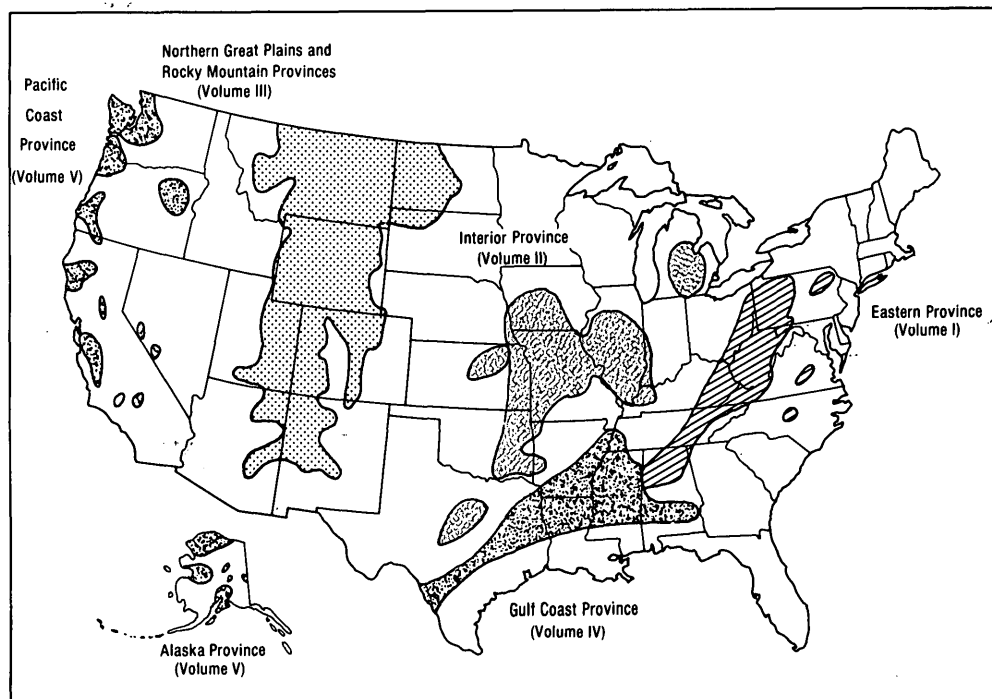 Northern Great Plains and
Rocky Mountain Provinces
(Volume III)
Pacific
Coast
Province
(Volume V)
Interior Province
(Volume II)
Eastern Province
(Volume I)
Gulf Coast Province
(Volume IV)
Alaska Province
(Volume V)